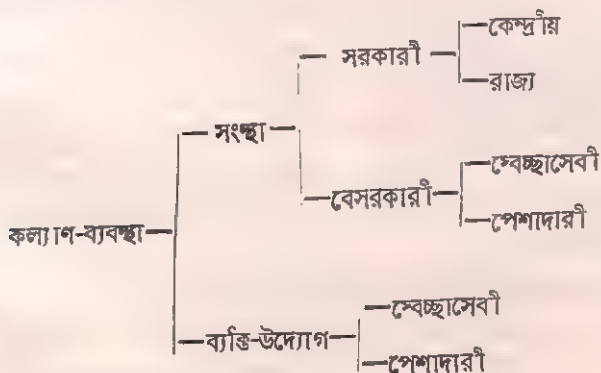 কেন্দ্রীয়
সরকারী
রাজ্য
সংস্থা
স্বেচ্ছাসেবী
বেসরকারী
পেশাদারী
কল্যাণ-ব্যবস্থা
স্বেচ্ছাসেবী
ব্যক্তি-উদ্যোগ
পেশাদারী